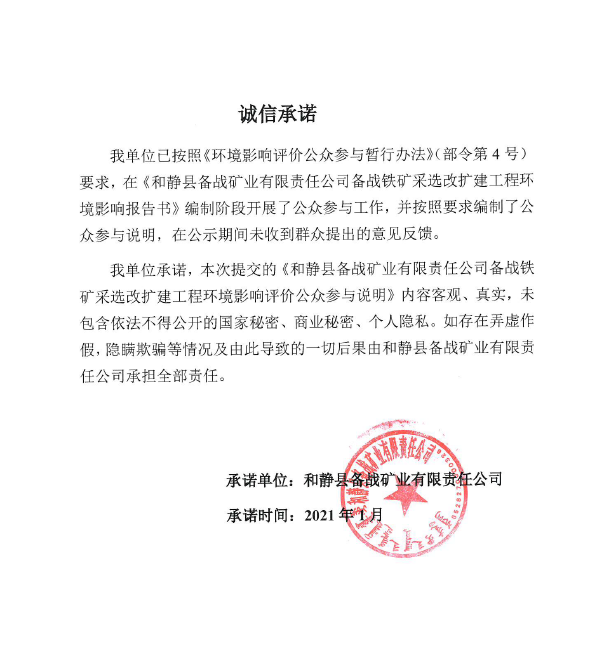 诚信承诺
我单位已按照《环境影响评价公众参与暂行办法》(部令第 4 号)
要求，在《和静县备战矿业有限责任公司备战铁矿采选改扩建工程环
境影响报告书》编制阶段开展了公众参与工作，并按照要求编制了公
众参与说明，在公示期间未收到群众提出的意见反馈。
我单位承诺，本次提交的《和静县备战矿业有限责任公司备战铁
矿采选改扩建工程环境影响评价公众参与说明》内容客观、真实，未
包含依法不得公开的国家秘密、商业秘密、个人隐私。如存在弄虚作
假，隐瞒欺骗等情况及由此导致的一切后果由和静县备战矿业有限责
任公司承担全部责任。
承诺单位：和静县备战矿业有限责任公司
承诺时间：2021 年 1 月
和静县备战矿业有限责任公司